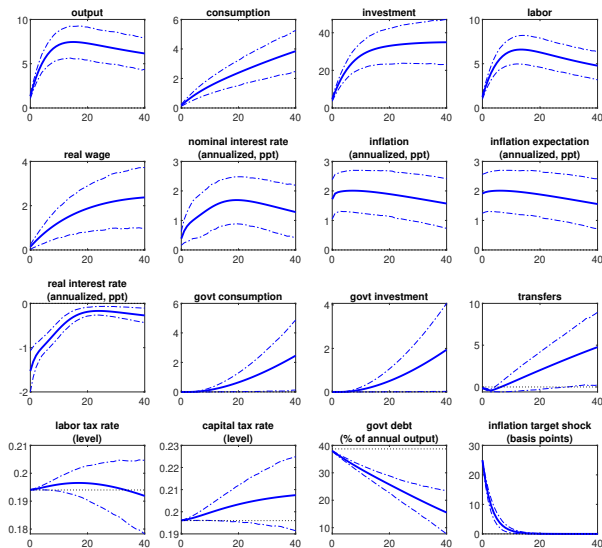 output
consumption
investment
labor
10
5
0
0 20 40
6
4
2
0
0 20 40
40
20
0
0 20 40
10
5
0
0 20 40
real wage
nominal interest rate
(annualized, ppt)
inflation
(annualized, ppt)
inflation expectation
(annualized, ppt)
4
2
0
0 20 40
3
2
1
0
0 20 40
3
2
1
0
0 20 40
3
2
1
0
0 20 40
real interest rate
(annualized, ppt)
govt consumption
govt investment
transfers
0
-1
-2
0 20 40
6
4
2
0
0 20 40
4
2
0
0 20 40
10
5
0
0 20 40
labor tax rate
(level)
capital tax rate
(level)
govt debt
(% of annual output)
inflation target shock
(basis points)
0.21
0.2
0.19
0.18
0 20 40
0.23
0.22
0.21
0.2
0.19
0 20 40
40
30
20
10
0 20 40
30
20
10
0
0 20 40